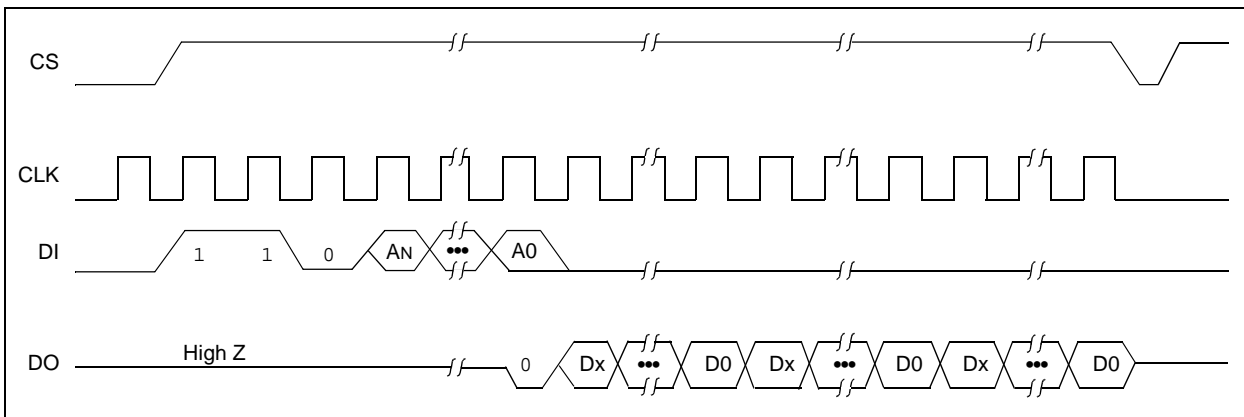 CS
CLK
DI 1 1 0 AN ••• A0
High Z
DO 0 Dx ••• D0 Dx ••• D0 Dx ••• D0